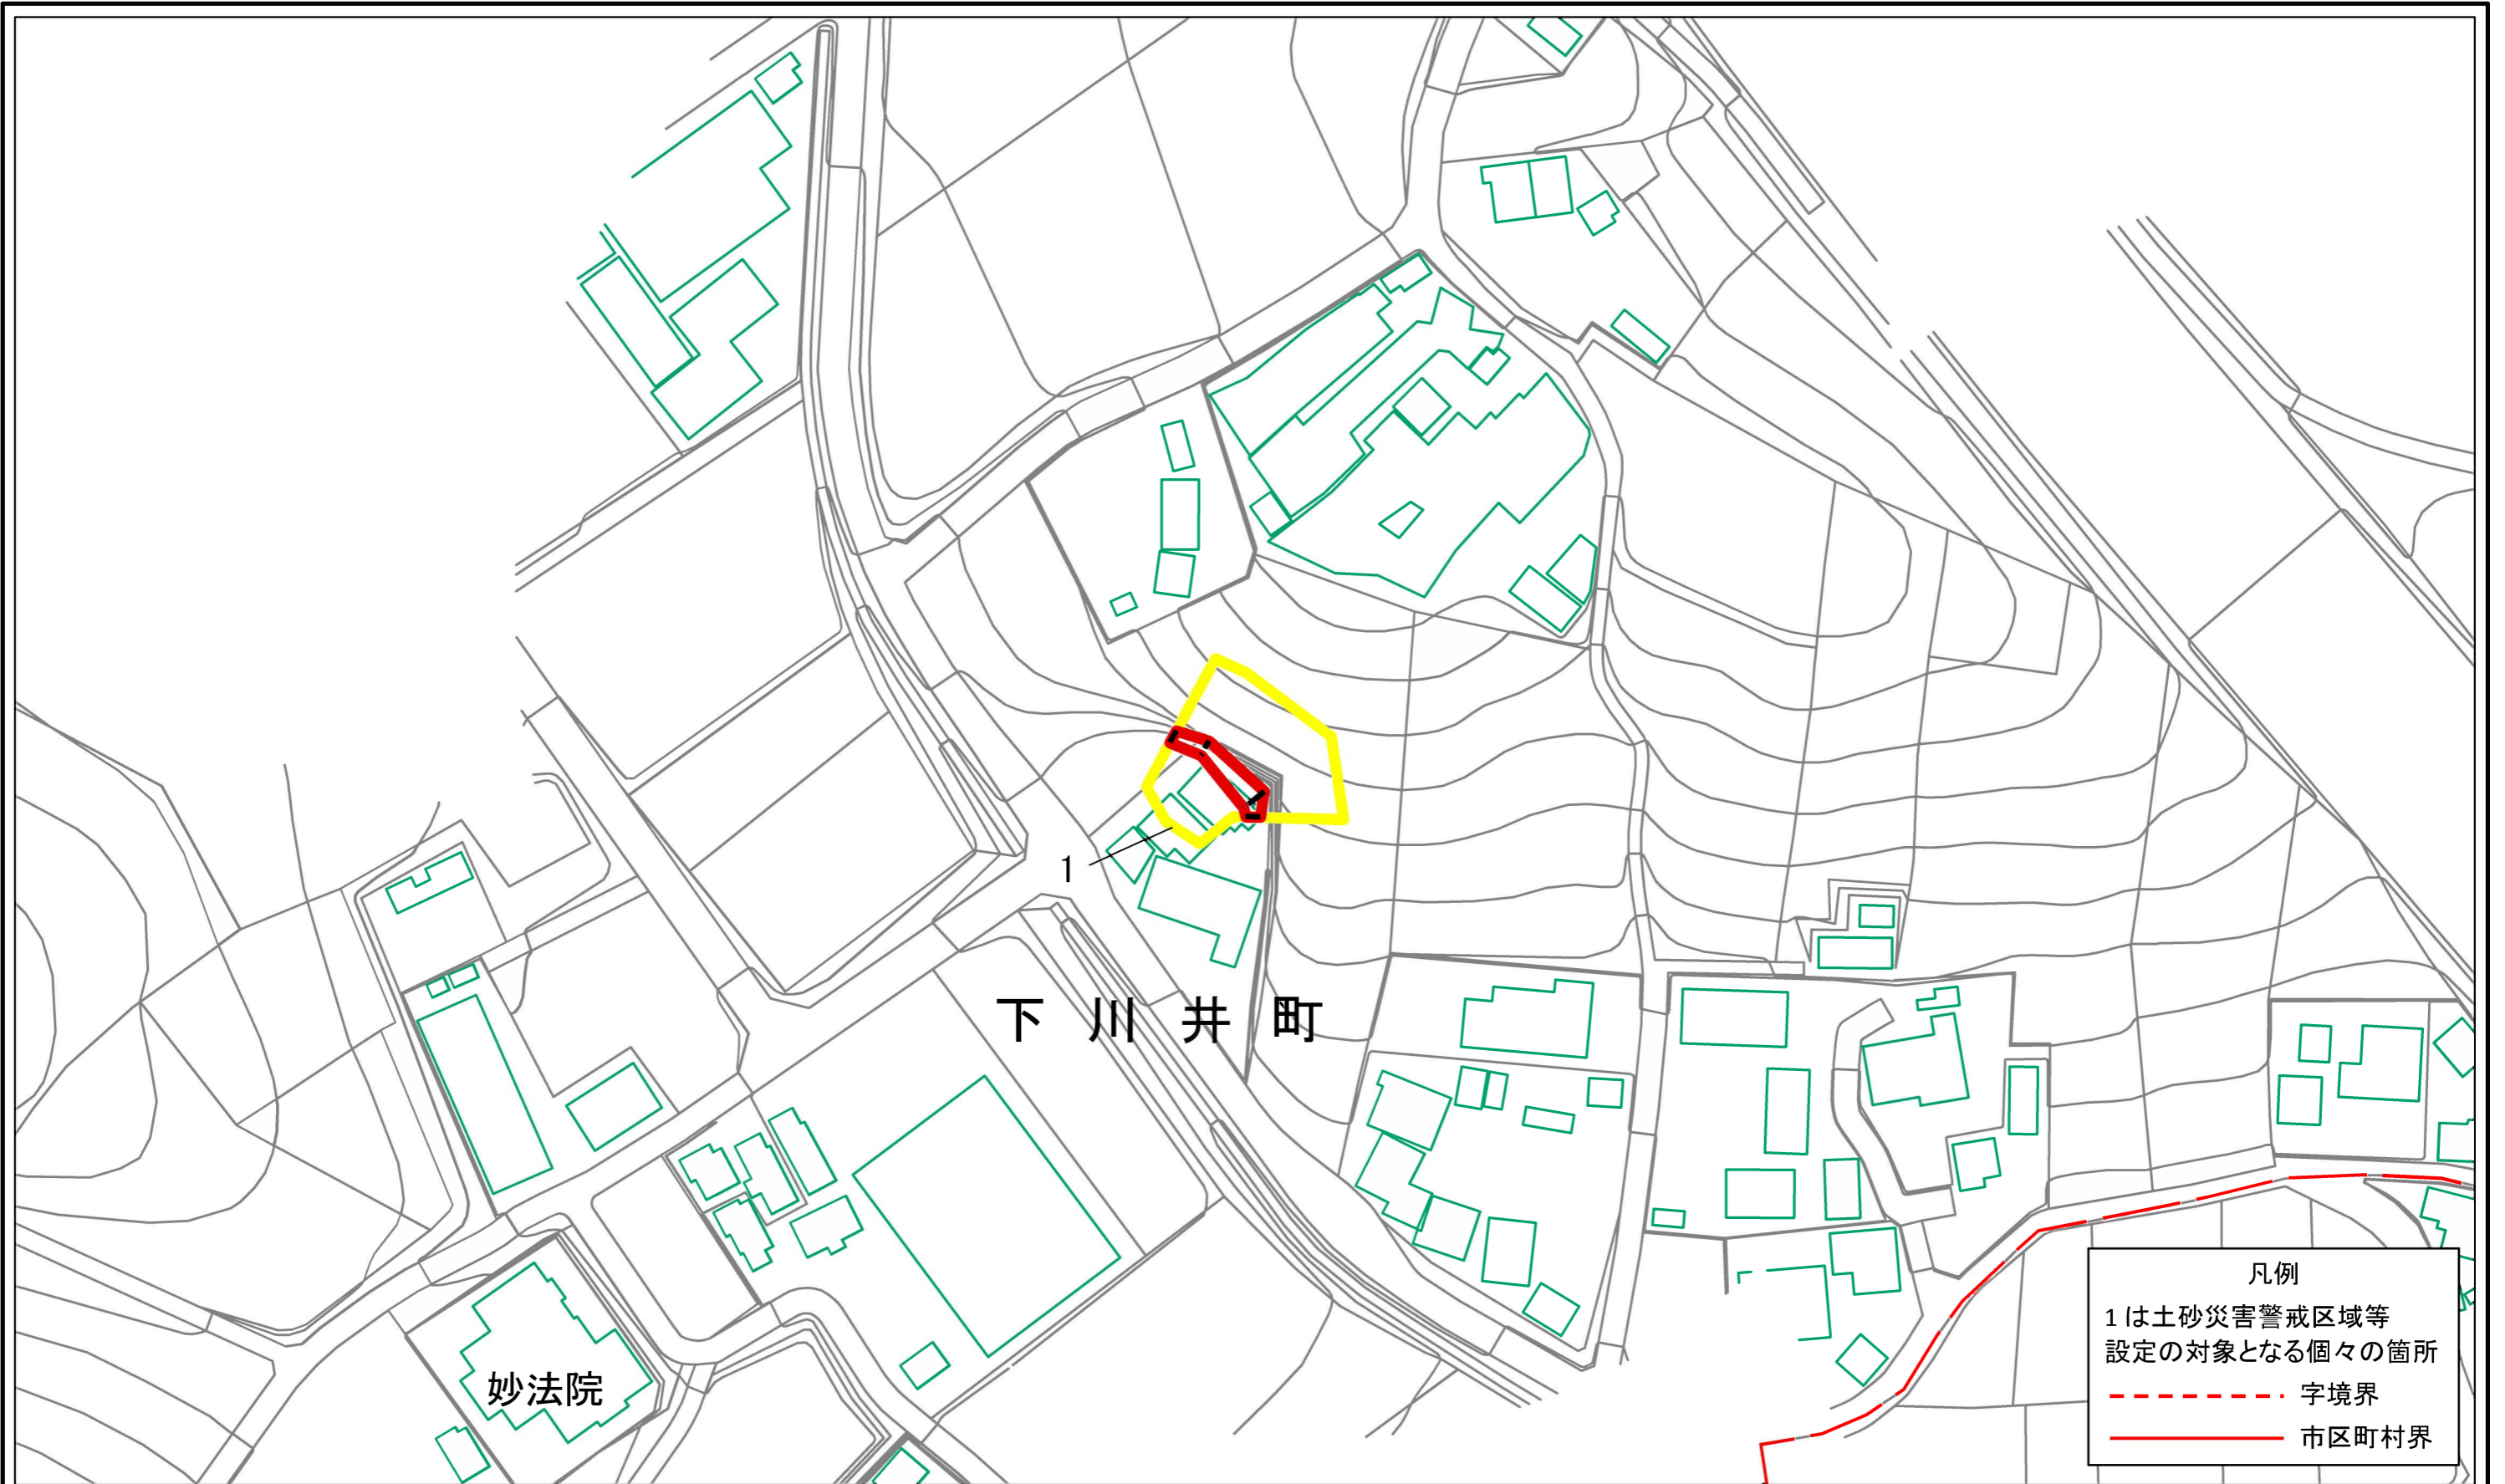 1
下川井町
妙法院
凡例
1は土砂災害警戒区域等
設定の対象となる個々の箇所
字境界
市区町村界